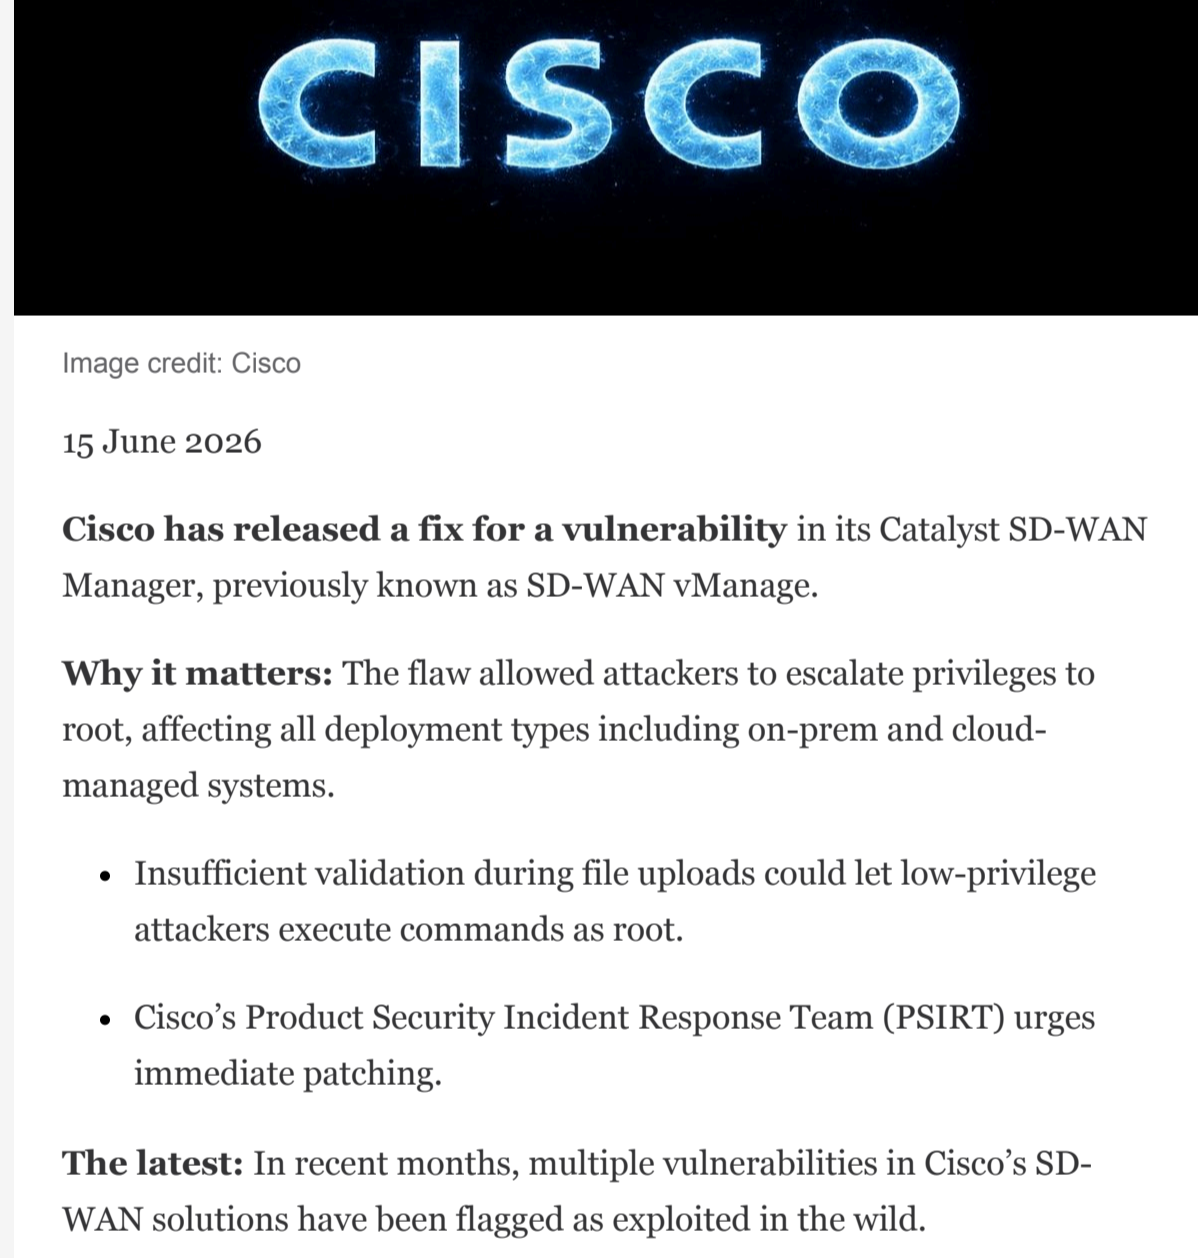 CISCO
Image credit: Cisco
15 June 2026
Cisco has released a fix for a vulnerability in its Catalyst SD-WAN
Manager, previously known as SD-WAN vManage.
Why it matters: The flaw allowed attackers to escalate privileges to
root, affecting all deployment types including on-prem and cloud-
managed systems.
• Insufficient validation during file uploads could let low-privilege
attackers execute commands as root.
• Cisco’s Product Security Incident Response Team (PSIRT) urges
immediate patching.
The latest: In recent months, multiple vulnerabilities in Cisco’s SD-
WAN solutions have been flagged as exploited in the wild.